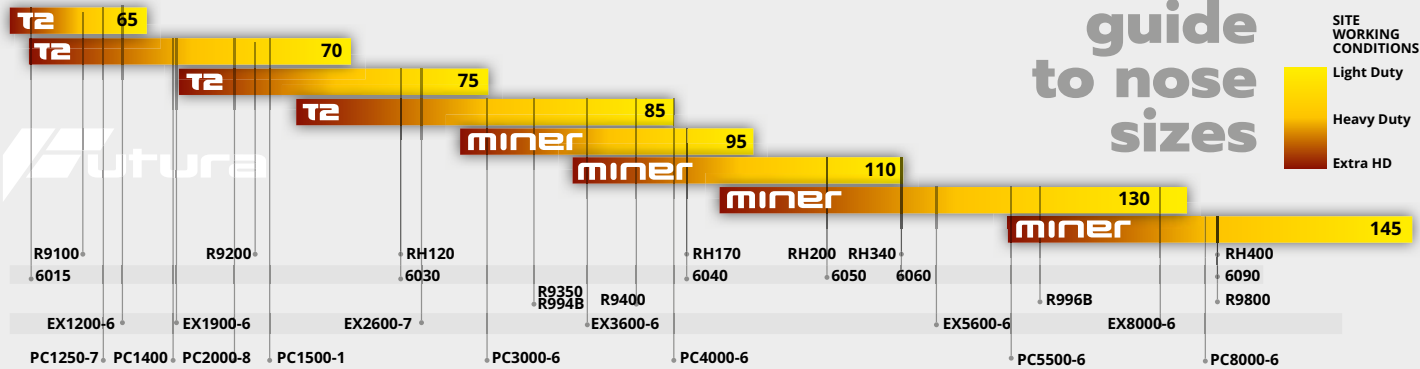 T2 65
T2 70
T2 75
T2 85
miner 95
miner 110
miner 130
miner 145
guide
to nose
sizes
SITE
WORKING
CONDITIONS
Light Duty
Heavy Duty
Extra HD
Futura
R9100 R9200 RH120 RH170 RH200 RH340 RH400
6015 6030 6040 6050 6060 6090
R9350
R994B R9400 R996B R9800
EX1200-6 EX1900-6 EX2600-7 EX3600-6 EX5600-6 EX8000-6
PC1250-7 PC1400 PC2000-8 PC1500-1 PC3000-6 PC4000-6 PC5500-6 PC8000-6